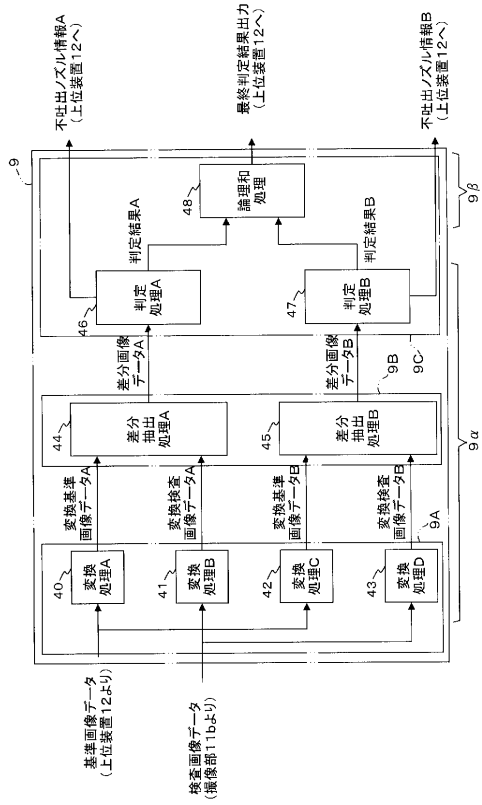 基準画像データ
(上位装置12より)
検査画像データ
(撮像部11bより)
40
変換
処理A
41
変換
処理B
42
変換
処理C
43
変換
処理D
9A
変換基準
画像データA
変換検査
画像データA
変換基準
画像データB
変換検査
画像データB
44
差分
抽出
処理A
45
差分
抽出
処理B
9B
差分画像
データA
差分画像
データB
46
判定
処理A
47
判定
処理B
9C
判定結果A
判定結果B
48
論理和
処理
9
不吐出ノズル情報A
(上位装置12へ)
最終判定結果出力
(上位装置12へ)
不吐出ノズル情報B
(上位装置12へ)
9α
9β